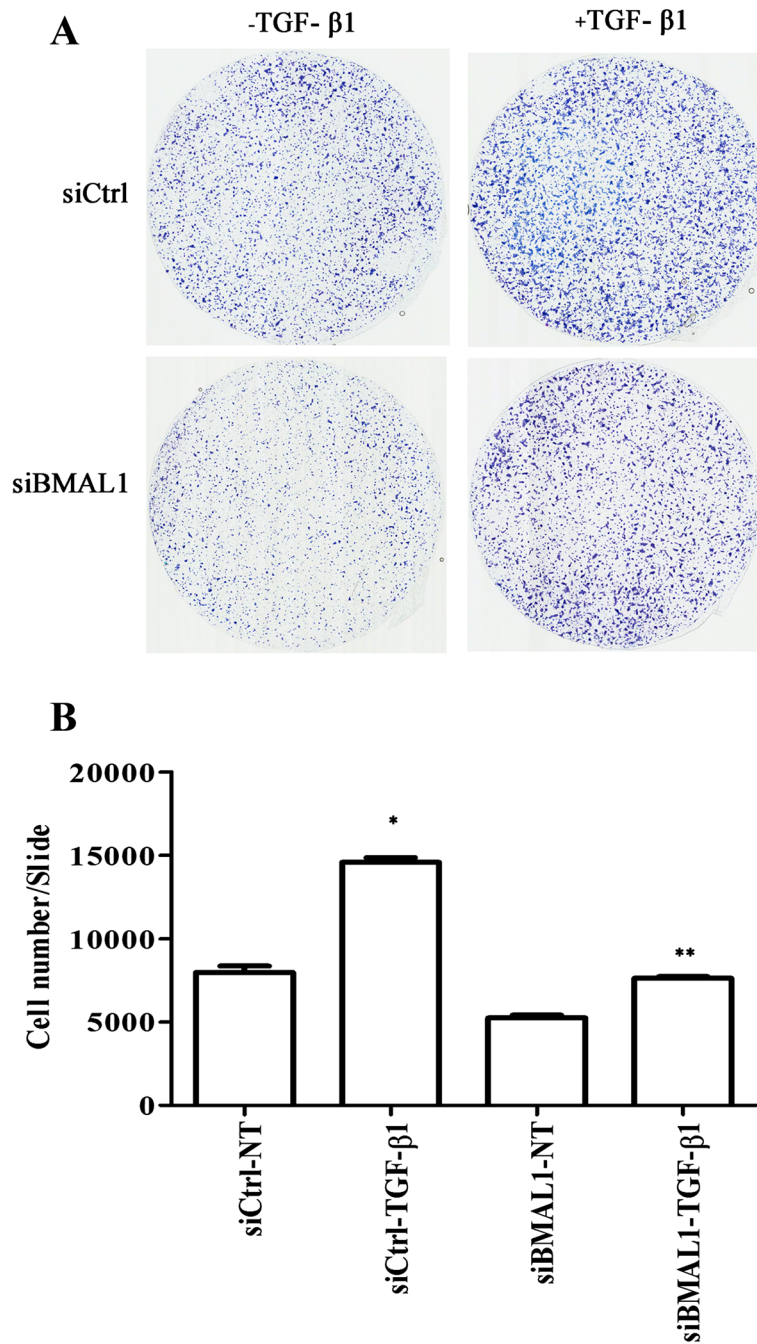 A
-TGF- β1
+TGF- β1
siCtrl
siBMAL1
B
Cell number/Slide
20000
15000
10000
5000
0
*
**
siCtrl-NT
siCtrl-TGF-β1
siBMAL1-NT
siBMAL1-TGF-β1